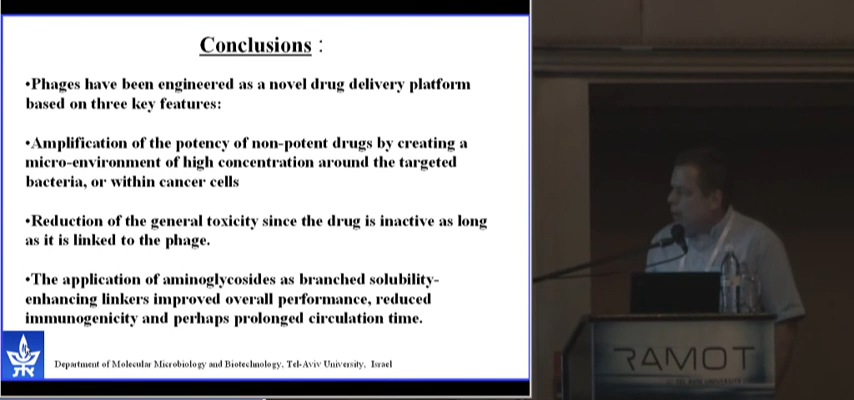 Conclusions :
•Phages have been engineered as a novel drug delivery platform
based on three key features:
•Amplification of the potency of non-potent drugs by creating a
micro-environment of high concentration around the targeted
bacteria, or within cancer cells
•Reduction of the general toxicity since the drug is inactive as long
as it is linked to the phage.
•The application of aminoglycosides as branched solubility-
enhancing linkers improved overall performance, reduced
immunogenicity and perhaps prolonged circulation time.
Department of Molecular Microbiology and Biotechnology, Tel-Aviv University, Israel
RAMOT